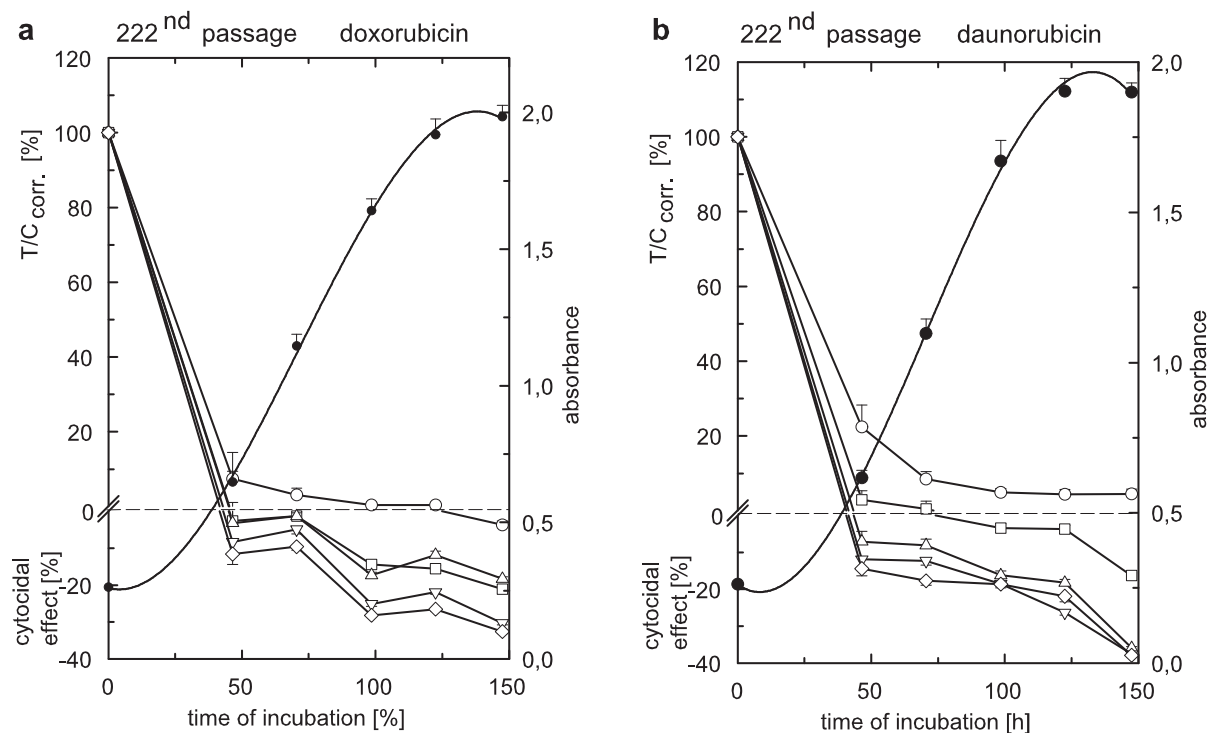 a 222nd passage doxorubicin
120
100
80
60
40
20
0
-20
-40
T/Ccorr. [%]
cytocidal
effect [%]
2,0
1,5
1,0
0,5
0,0
absorbance
0 50 100 150
time of incubation [%]
b 222nd passage daunorubicin
120
100
80
60
40
20
0
-20
-40
T/Ccorr. [%]
cytocidal
effect [%]
2,0
1,5
1,0
0,5
0,0
absorbance
0 50 100 150
time of incubation [h]